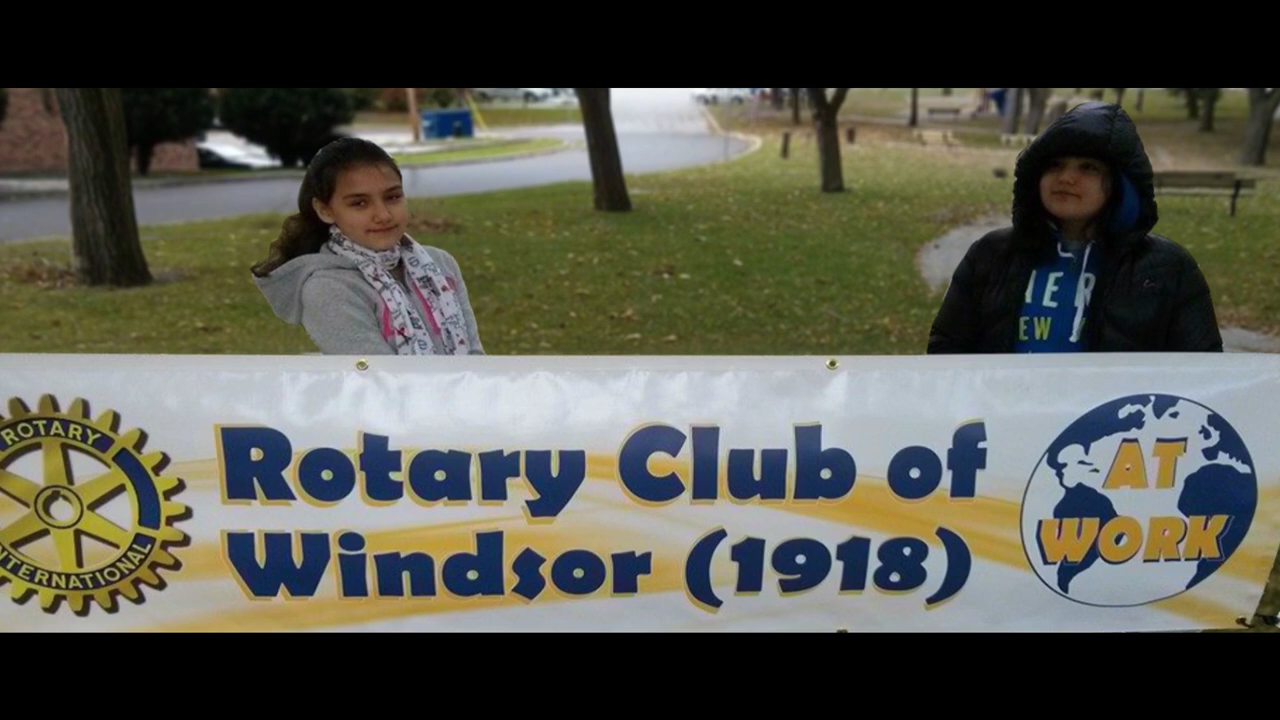 ROTARY
INTERNATIONAL
Rotary Club of
Windsor (1918)
AT
WORK